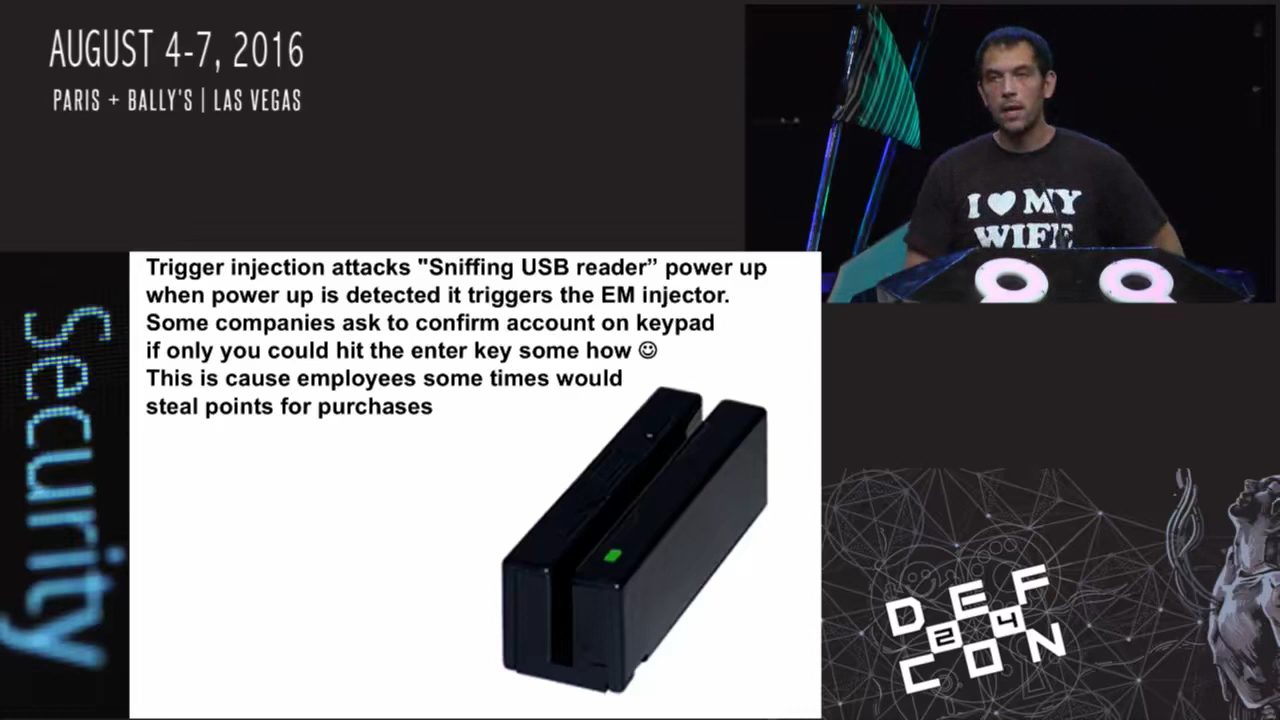 AUGUST 4-7, 2016
PARIS + BALLY'S | LAS VEGAS
I ♥ MY
WIFE
Security
Trigger injection attacks "Sniffing USB reader” power up
when power up is detected it triggers the EM injector.
Some companies ask to confirm account on keypad
if only you could hit the enter key some how ☺
This is cause employees some times would
steal points for purchases
DEF
24
CON